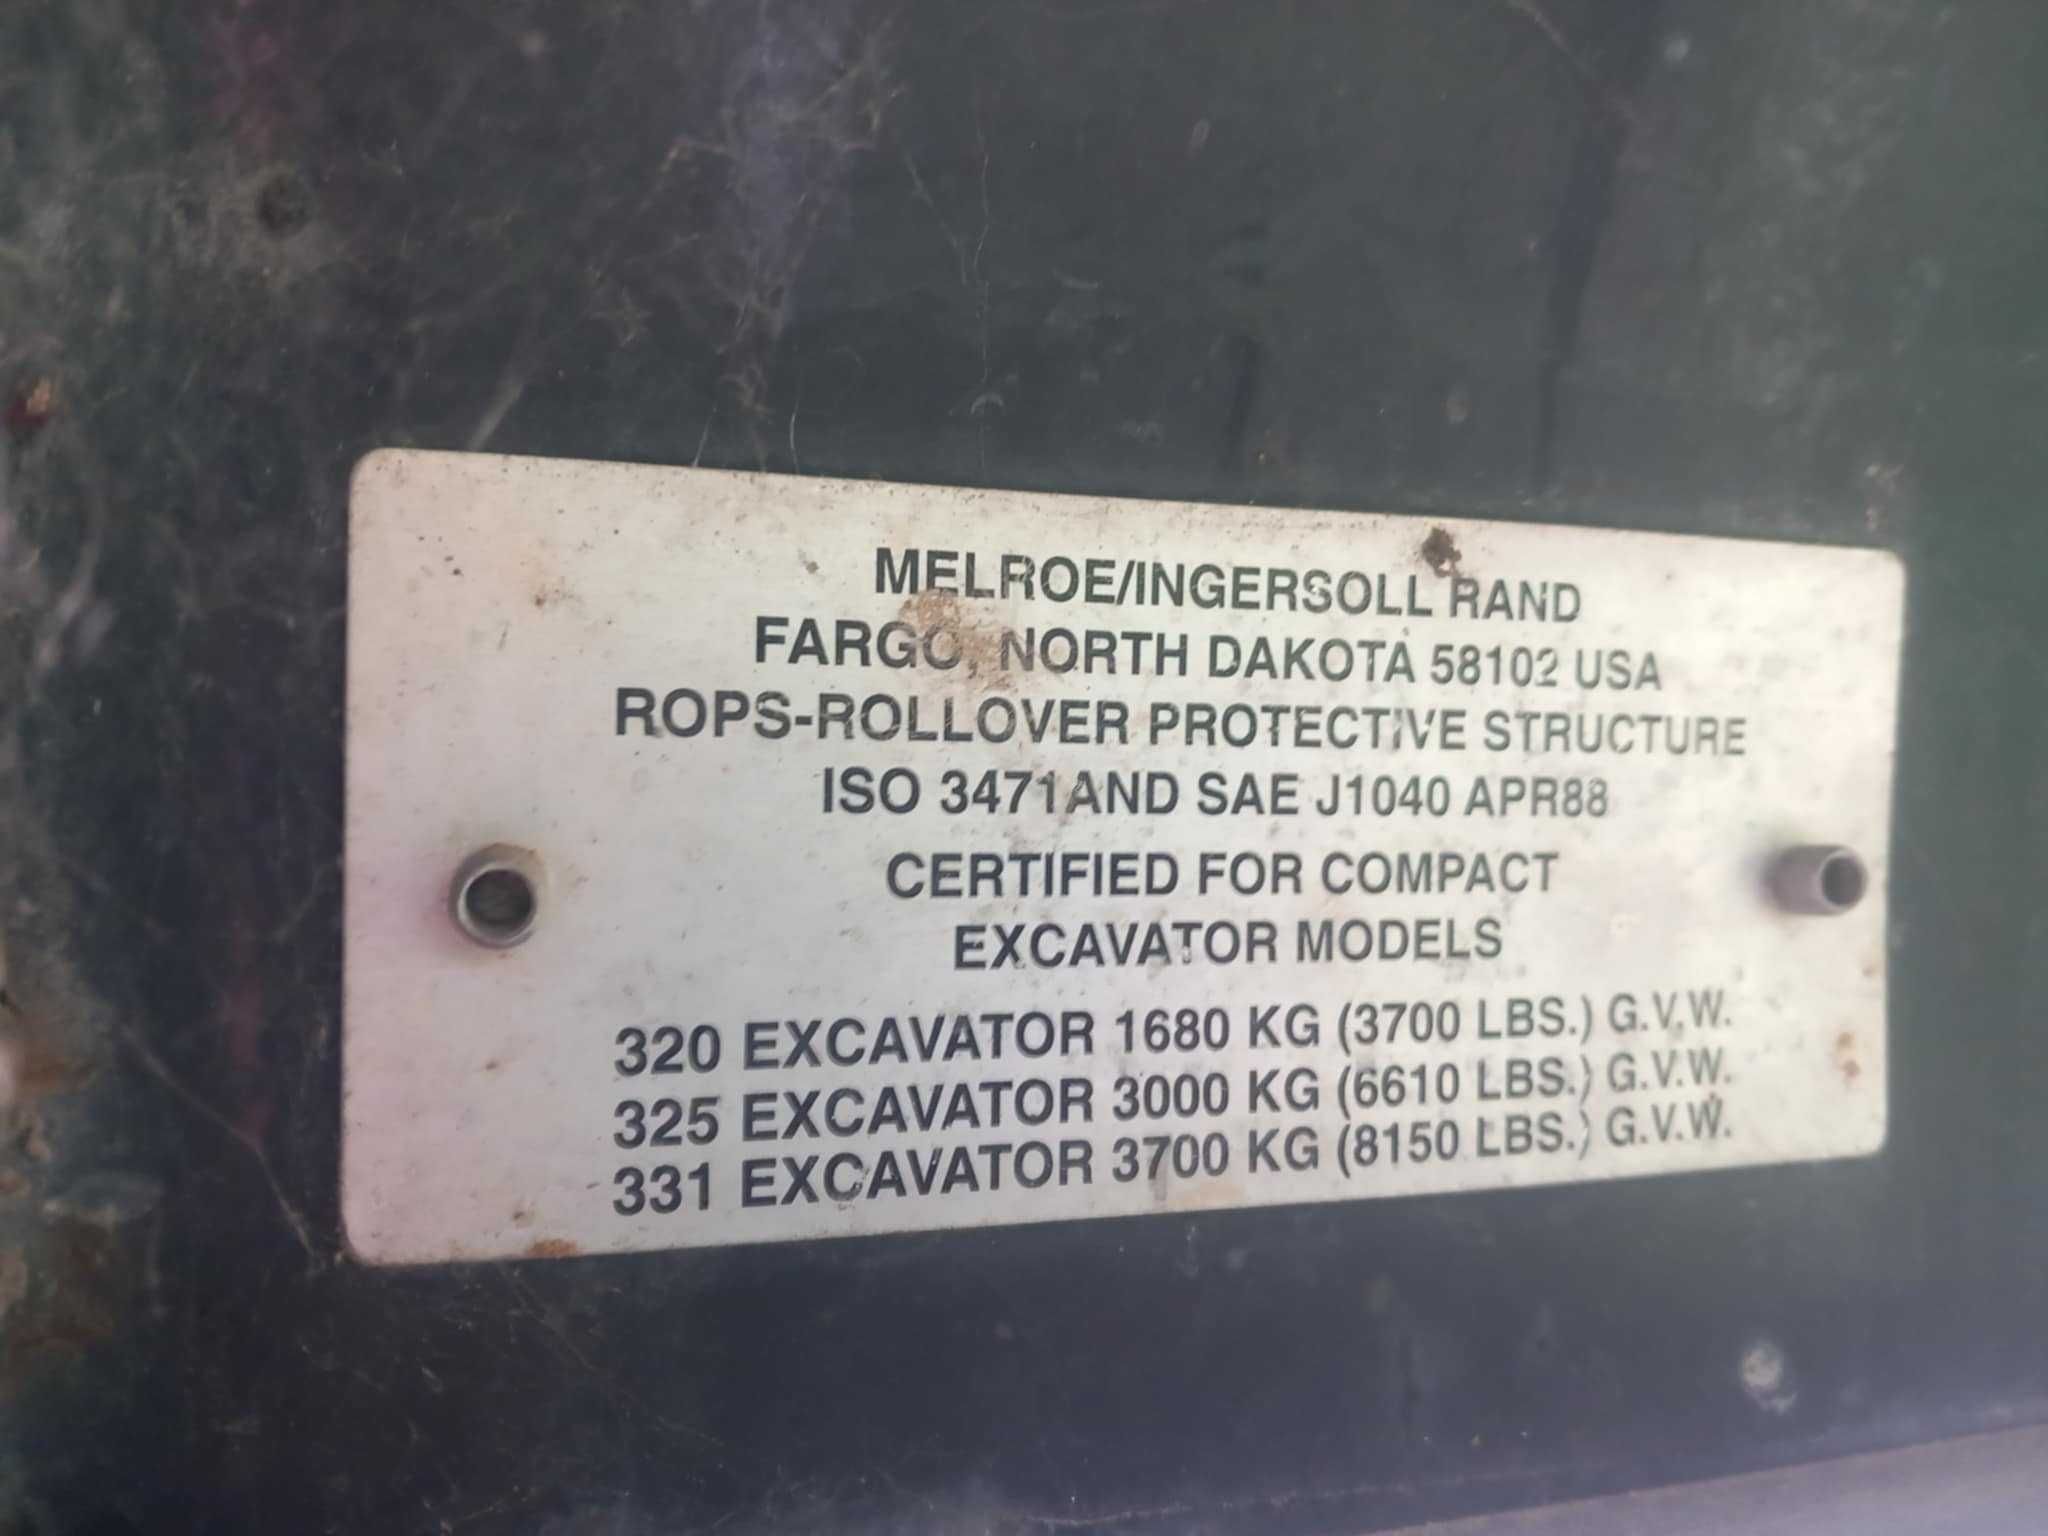 MELROE/INGERSOLL RAND
FARGO, NORTH DAKOTA 58102 USA
ROPS-ROLLOVER PROTECTIVE STRUCTURE
ISO 3471AND SAE J1040 APR88
CERTIFIED FOR COMPACT
EXCAVATOR MODELS
320 EXCAVATOR 1680 KG (3700 LBS.) G.V.W.
325 EXCAVATOR 3000 KG (6610 LBS.) G.V.W.
331 EXCAVATOR 3700 KG (8150 LBS.) G.V.W.